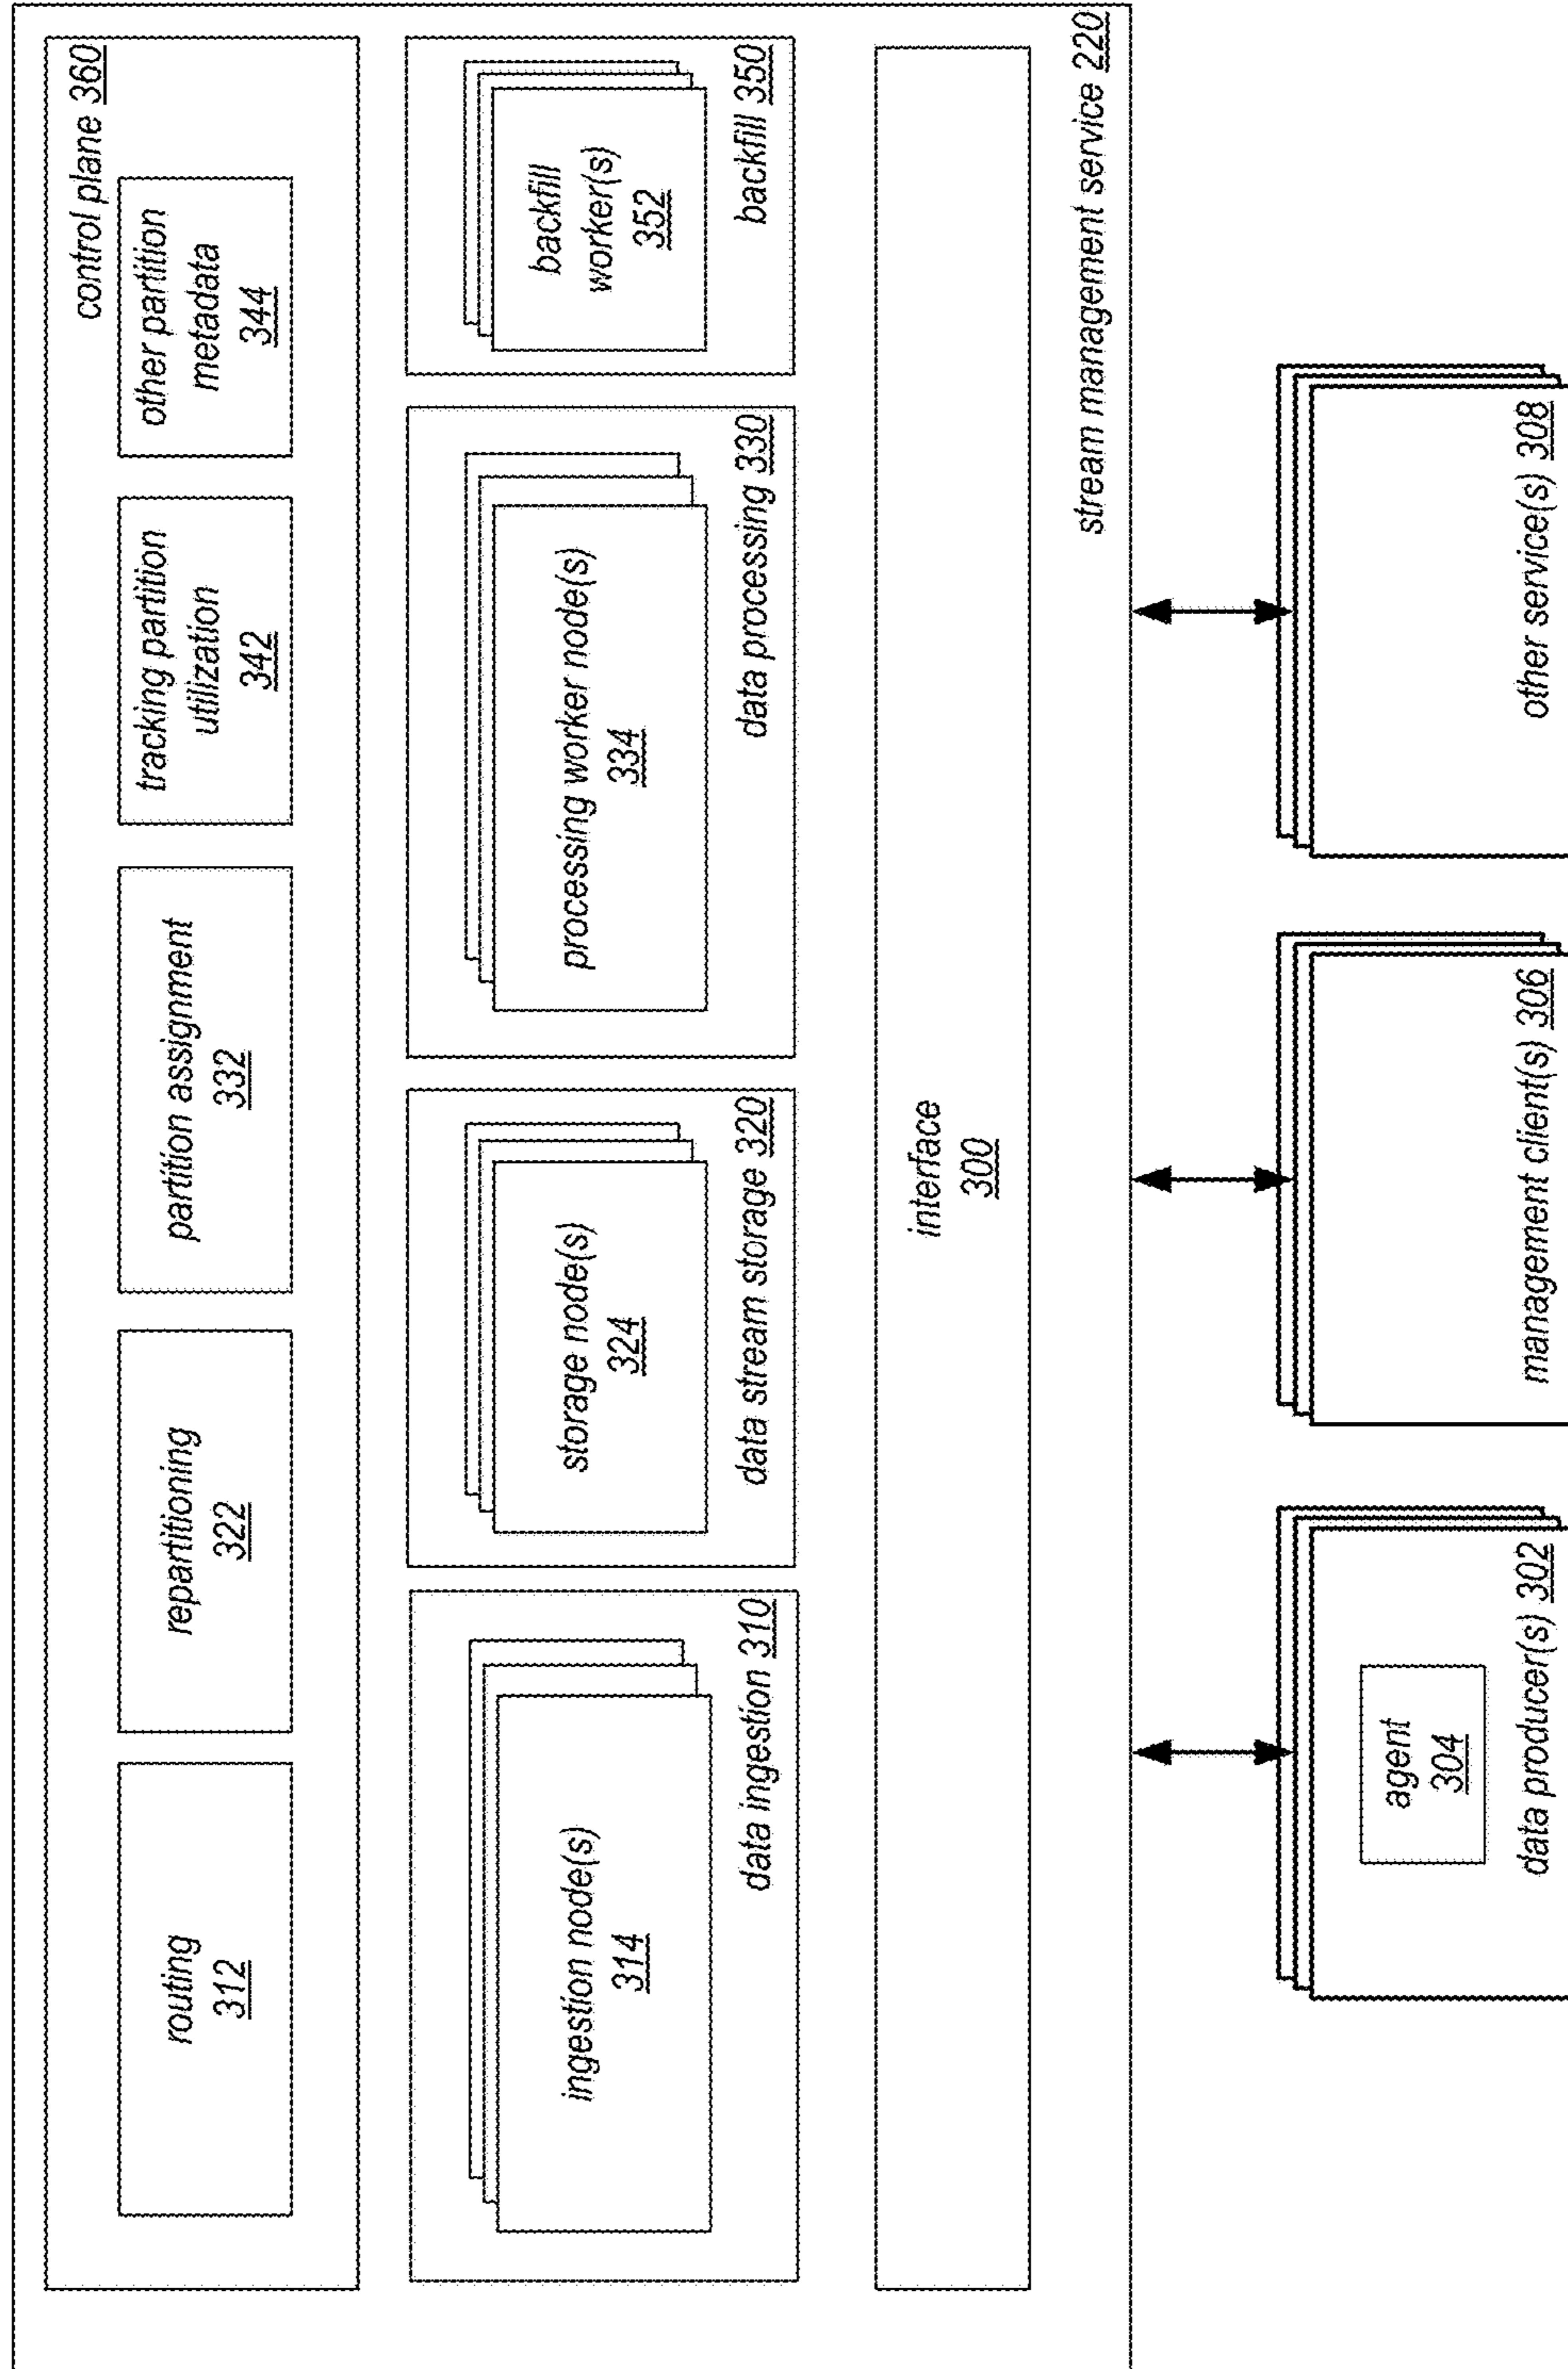 control plane 360
routing
312
repartitioning
322
partition assignment
332
tracking partition
utilization
342
other partition
metadata
344
ingestion node(s)
314
data ingestion 310
storage node(s)
324
data stream storage 320
processing worker node(s)
334
data processing 330
backfill
worker(s)
352
backfill 350
interface
300
stream management service 220
agent
304
data producer(s) 302
management client(s) 306
other service(s) 308